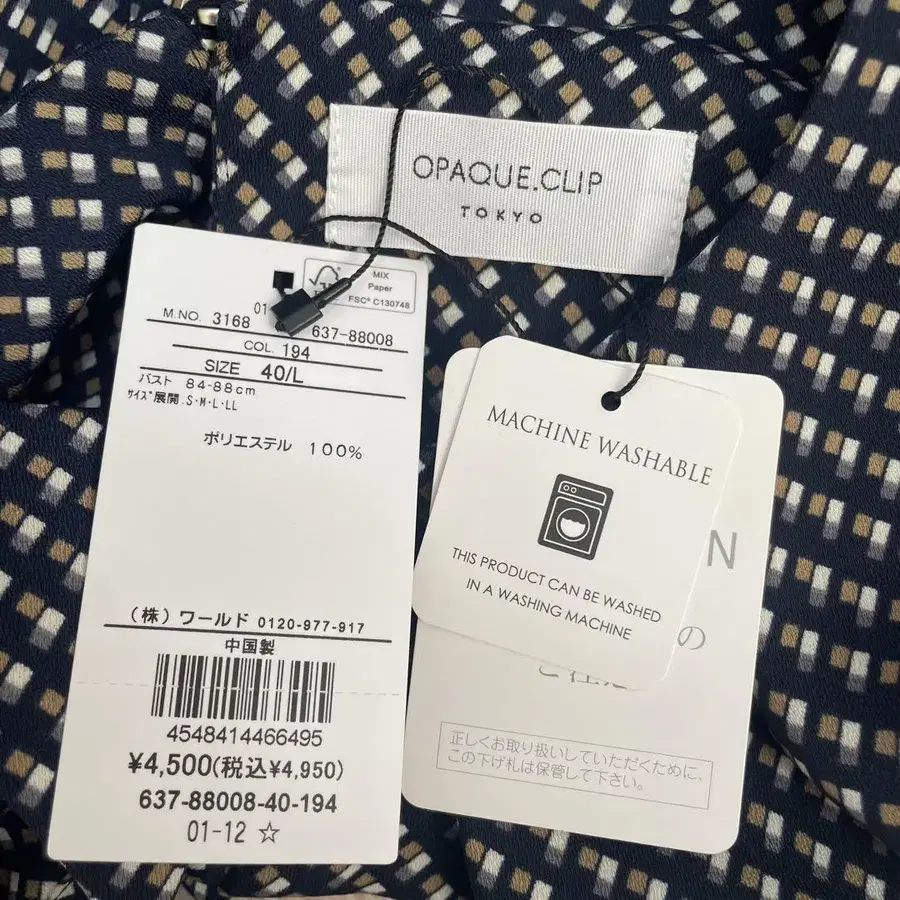 OPAQUE.CLIP
TOKYO
MIX
Paper
FSC® C130748
01
M.NO. 3168
637-88008
COL. 194
SIZE 40/L
バスト 84-88cm
ｻｲｽﾞ展開.S･M･L･LL
ポリエステル 100%
(株) ワールド 0120-977-917
中国製
4548414466495
¥4,500(税込¥4,950)
637-88008-40-194
01-12 ☆
MACHINE WASHABLE
THIS PRODUCT CAN BE WASHED
IN A WASHING MACHINE
N
の
正しくお取り扱いしていただくために、
この下げ札は保管して下さい。